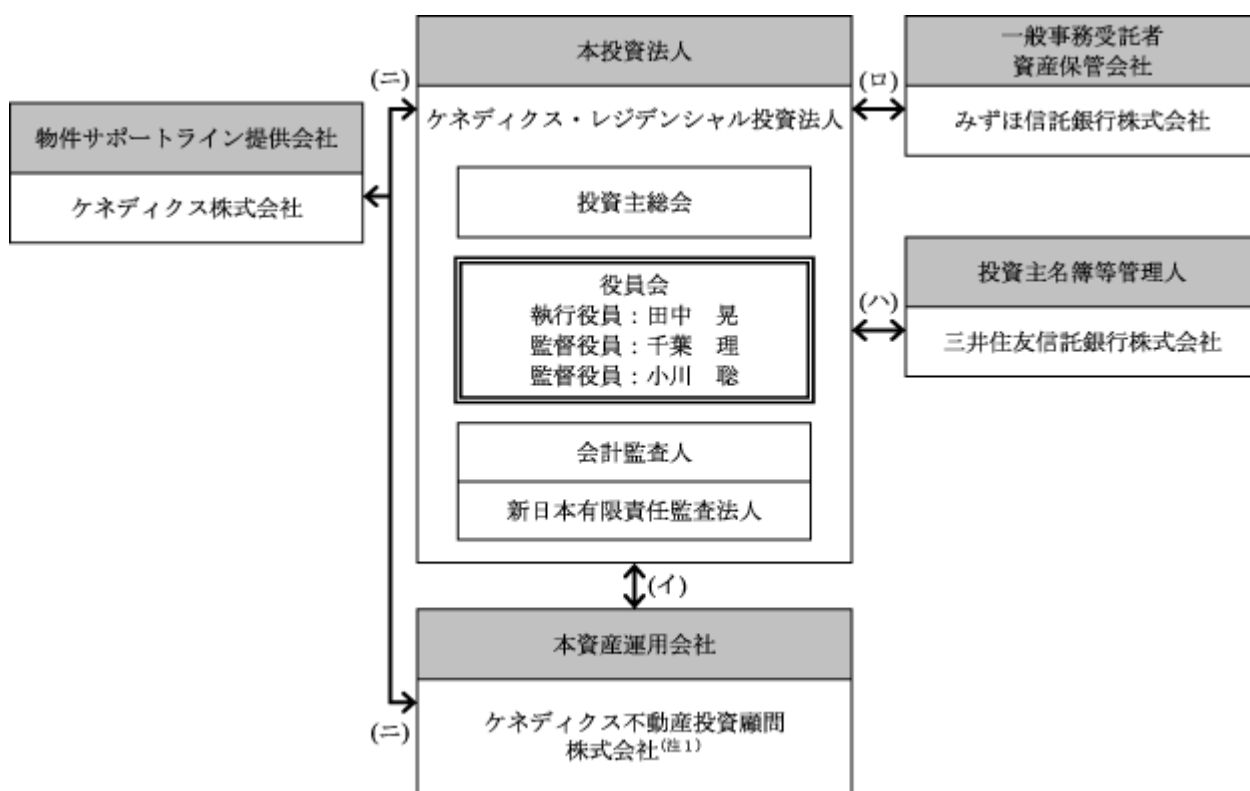 本投資法人
ケネディクス・レジデンシャル投資法人
投資主総会
役員会
執行役員:田中 晃
監督役員:千葉 理
監督役員:小川 聡
会計監査人
新日本有限責任監査法人
(ニ)
物件サポートライン提供会社
ケネディクス株式会社
(ロ)
一般事務受託者
資産保管会社
みずほ信託銀行株式会社
(ハ)
投資主名簿等管理人
三井住友信託銀行株式会社
(イ)
本資産運用会社
ケネディクス不動産投資顧問
株式会社(注1)
(ニ)